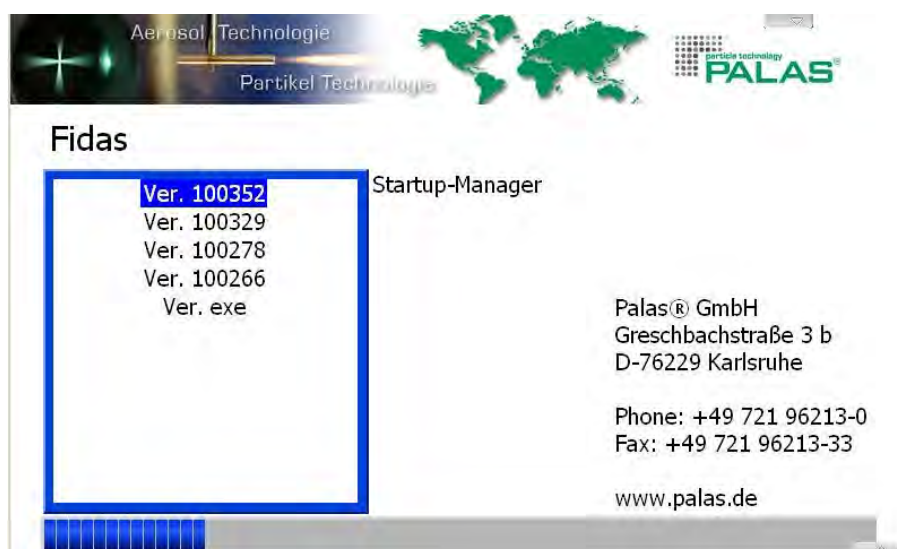 Aerosol Technologie
Partikel Technologie
particle technology
PALAS®
Fidas
Ver. 100352
Ver. 100329
Ver. 100278
Ver. 100266
Ver. exe
Startup-Manager
Palas® GmbH
Greschbachstraße 3 b
D-76229 Karlsruhe
Phone: +49 721 96213-0
Fax: +49 721 96213-33
www.palas.de